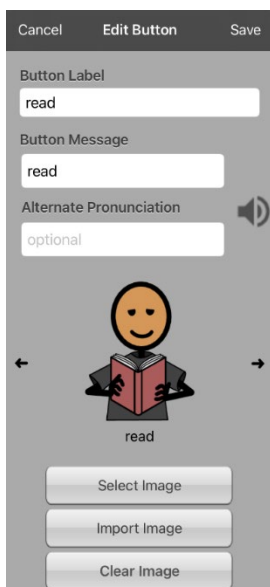 Cancel Edit Button Save
Button Label
read
Button Message
read
Alternate Pronunciation
optional
read
Select Image
Import Image
Clear Image